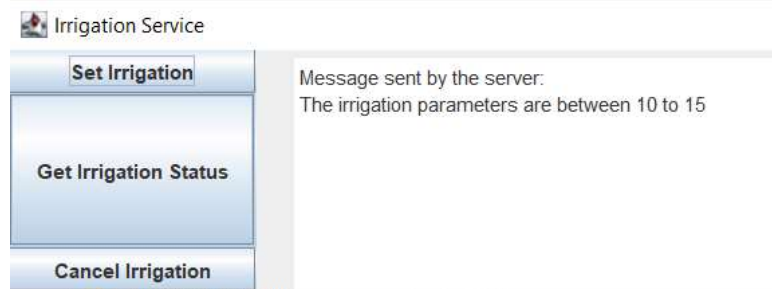 Irrigation Service
Set Irrigation
Message sent by the server:
The irrigation parameters are between 10 to 15
Get Irrigation Status
Cancel Irrigation